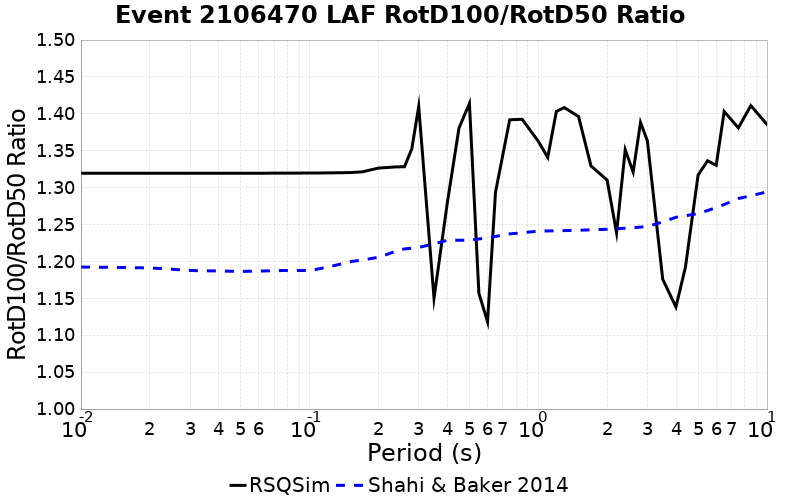 Event 2106470 LAF RotD100/RotD50 Ratio
RotD100/RotD50 Ratio
1.50
1.45
1.40
1.35
1.30
1.25
1.20
1.15
1.10
1.05
1.00
10-2 2 3 4 5 6 10-1 2 3 4 5 6 7 100 2 3 4 5 6 7 101
Period (s)
RSQSim Shahi & Baker 2014